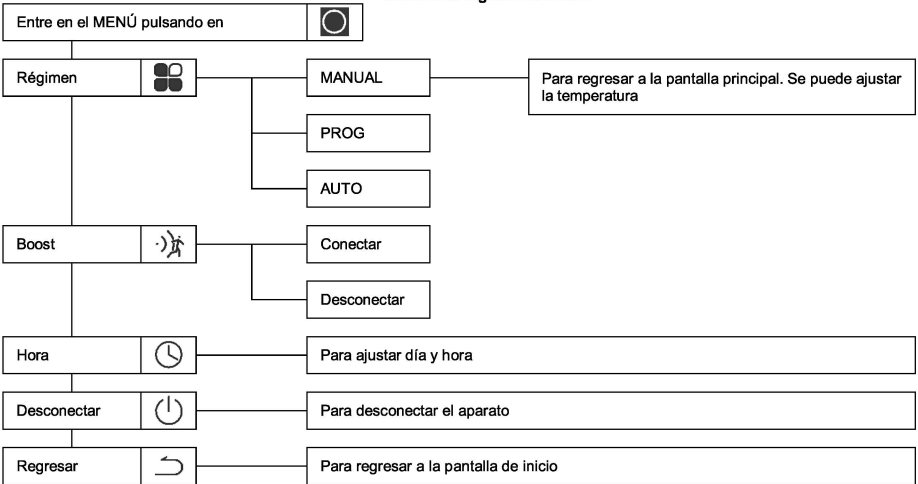 Entre en el MENÚ pulsando en
Régimen
MANUAL
Para regresar a la pantalla principal. Se puede ajustar
la temperatura
PROG
AUTO
Boost
Conectar
Desconectar
Hora
Para ajustar día y hora
Desconectar
Para desconectar el aparato
Regresar
Para regresar a la pantalla de inicio